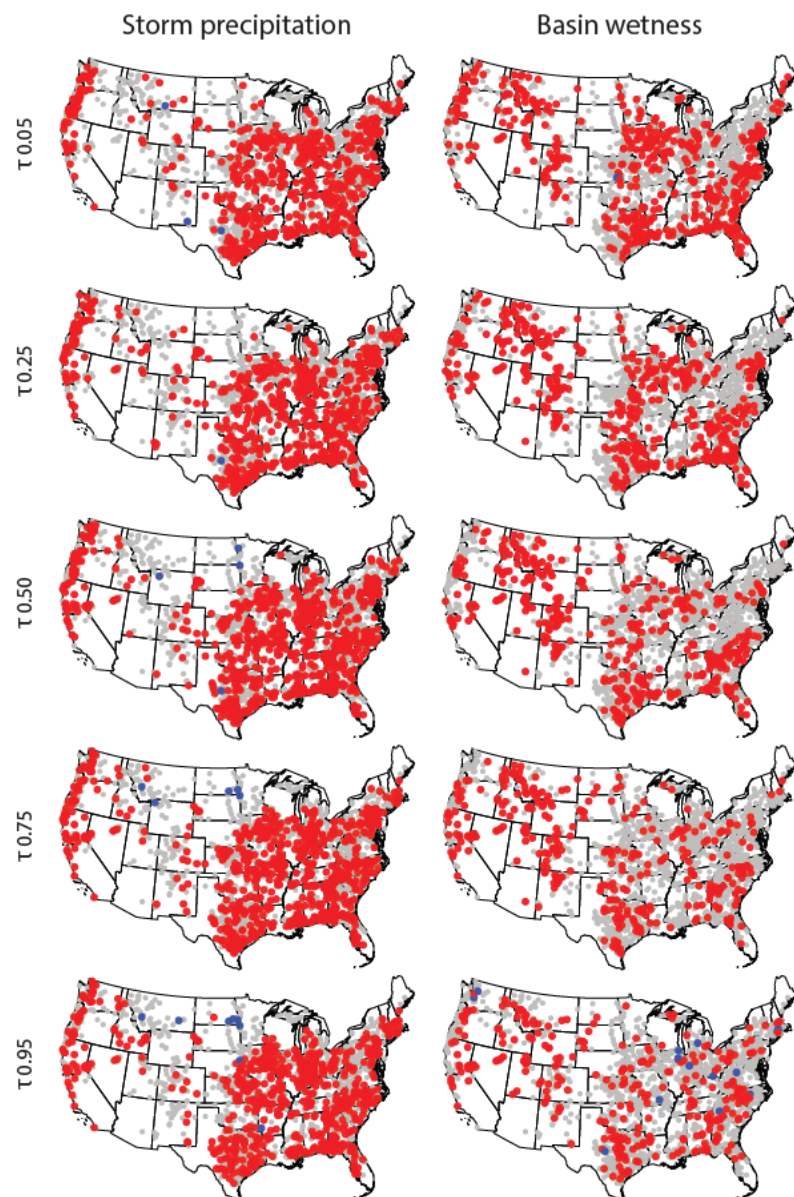 Storm precipitation
Basin wetness
τ 0.05
τ 0.25
τ 0.50
τ 0.75
τ 0.95